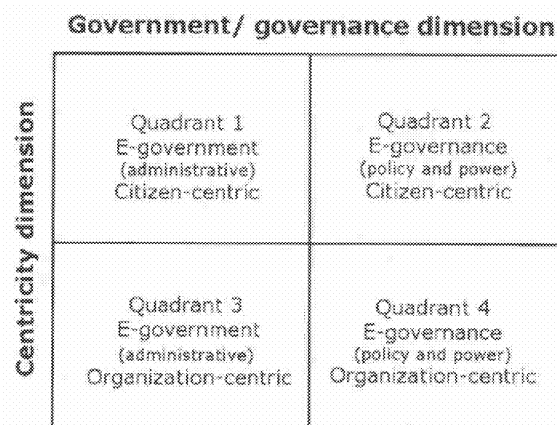 Government/ governance dimension
Centricity dimension
Quadrant 1
E-government
(administrative)
Citizen-centric
Quadrant 2
E-governance
(policy and power)
Citizen-centric
Quadrant 3
E-government
(administrative)
Organization-centric
Quadrant 4
E-governance
(policy and power)
Organization-centric